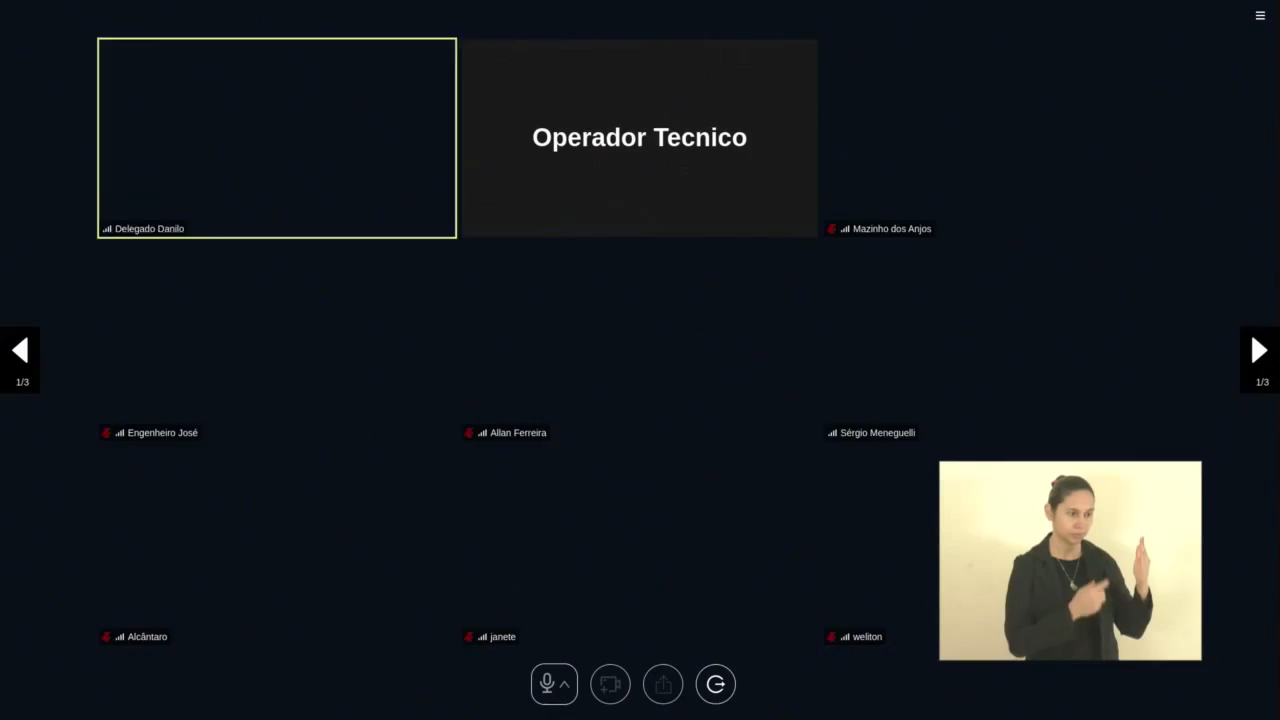 Operador Tecnico
Delegado Danilo
Mazinho dos Anjos
1/3
1/3
Engenheiro José
Allan Ferreira
Sérgio Meneguelli
Alcântaro
janete
weliton